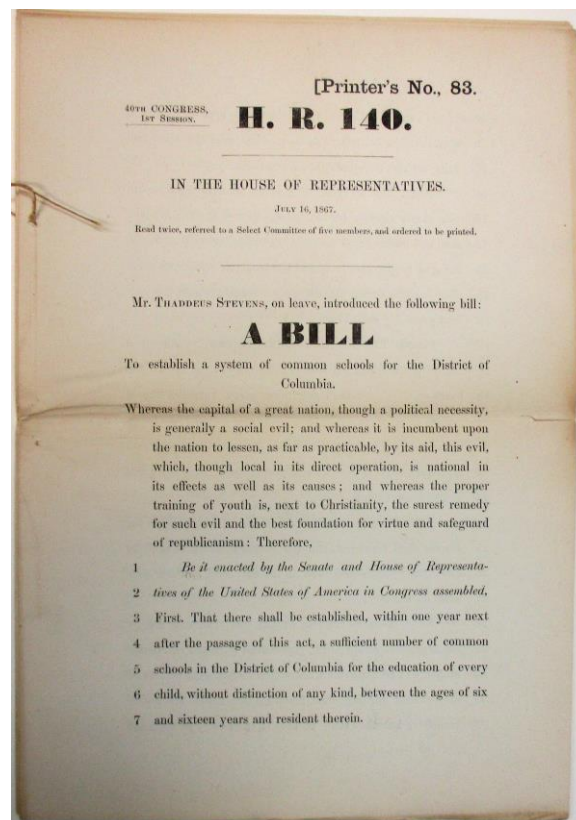 [Printer's No., 83.
40TH CONGRESS,
1ST SESSION.
H. R. 140.
IN THE HOUSE OF REPRESENTATIVES.
JULY 16, 1867.
Read twice, referred to a Select Committee of five members, and ordered to be printed.
Mr. THADDEUS STEVENS, on leave, introduced the following bill:
A BILL
To establish a system of common schools for the District of
Columbia.
Whereas the capital of a great nation, though a political necessity,
is generally a social evil; and whereas it is incumbent upon
the nation to lessen, as far as practicable, by its aid, this evil,
which, though local in its direct operation, is national in
its effects as well as its causes; and whereas the proper
training of youth is, next to Christianity, the surest remedy
for such evil and the best foundation for virtue and safeguard
of republicanism: Therefore,
1 Be it enacted by the Senate and House of Representa-
2 tives of the United States of America in Congress assembled,
3 First. That there shall be established, within one year next
4 after the passage of this act, a sufficient number of common
5 schools in the District of Columbia for the education of every
6 child, without distinction of any kind, between the ages of six
7 and sixteen years and resident therein.